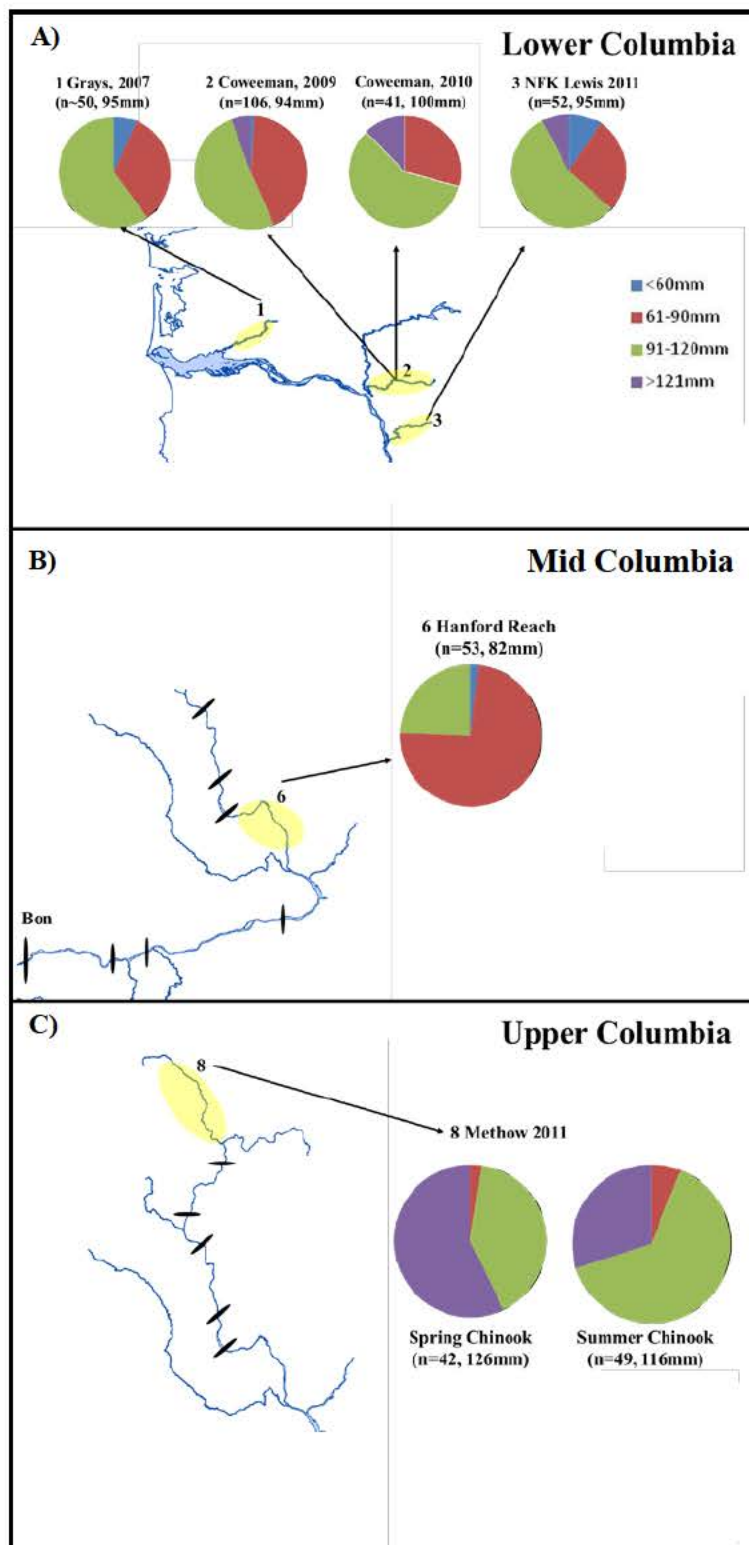 A)
Lower Columbia
1 Grays, 2007
(n~50, 95mm)
2 Coweeman, 2009
(n=106, 94mm)
Coweeman, 2010
(n=41, 100mm)
3 NFK Lewis 2011
(n=52, 95mm)
<60mm
61-90mm
91-120mm
>121mm
1
2
3
B)
Mid Columbia
6 Hanford Reach
(n=53, 82mm)
6
Bon
C)
Upper Columbia
8
8 Methow 2011
Spring Chinook
(n=42, 126mm)
Summer Chinook
(n=49, 116mm)